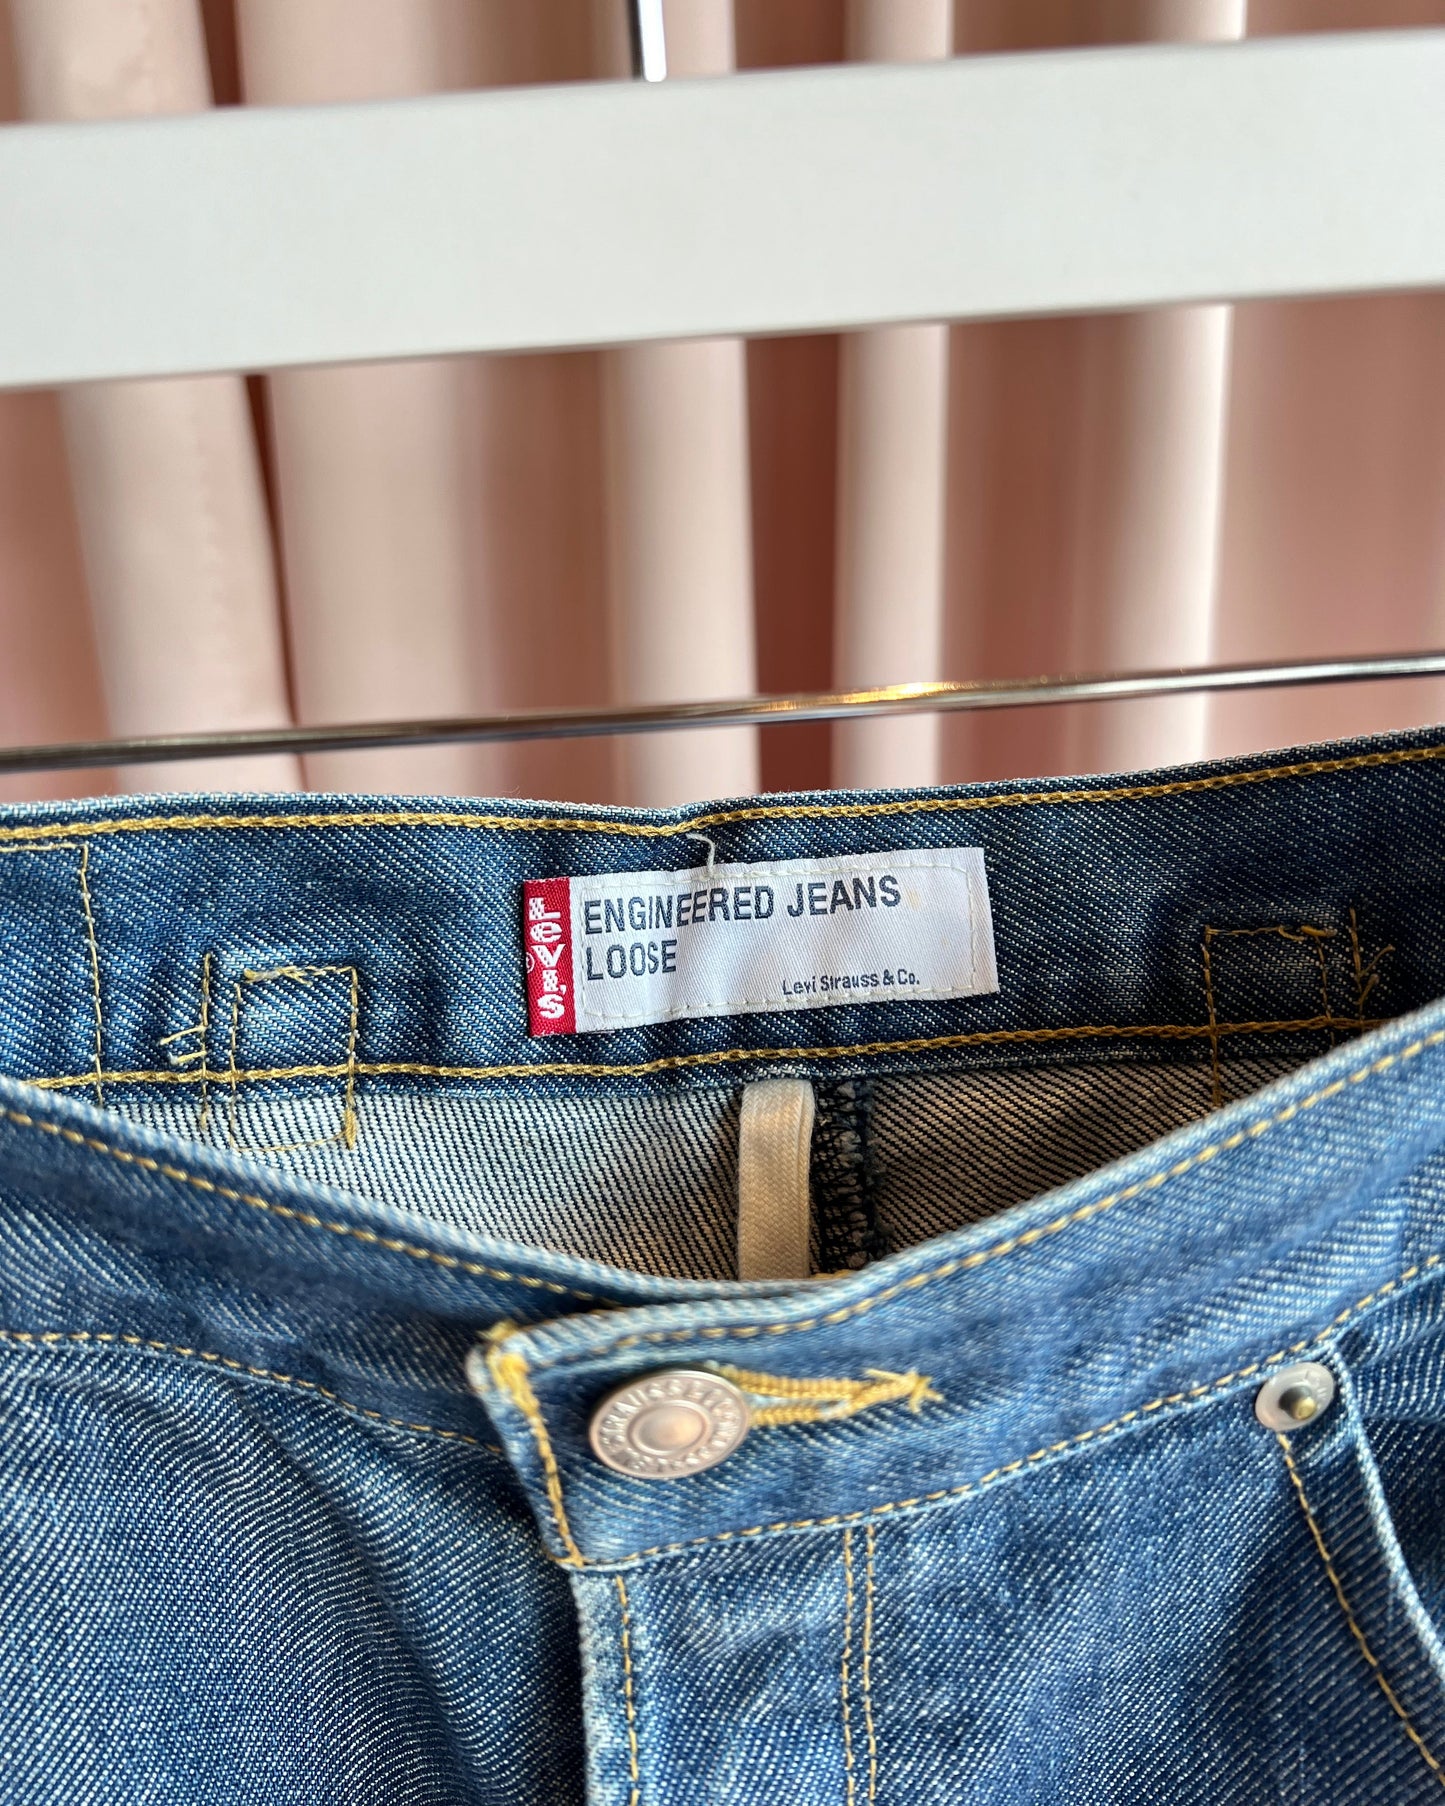 LEVI'S
®
ENGINEERED JEANS
LOOSE
Levi Strauss & Co.